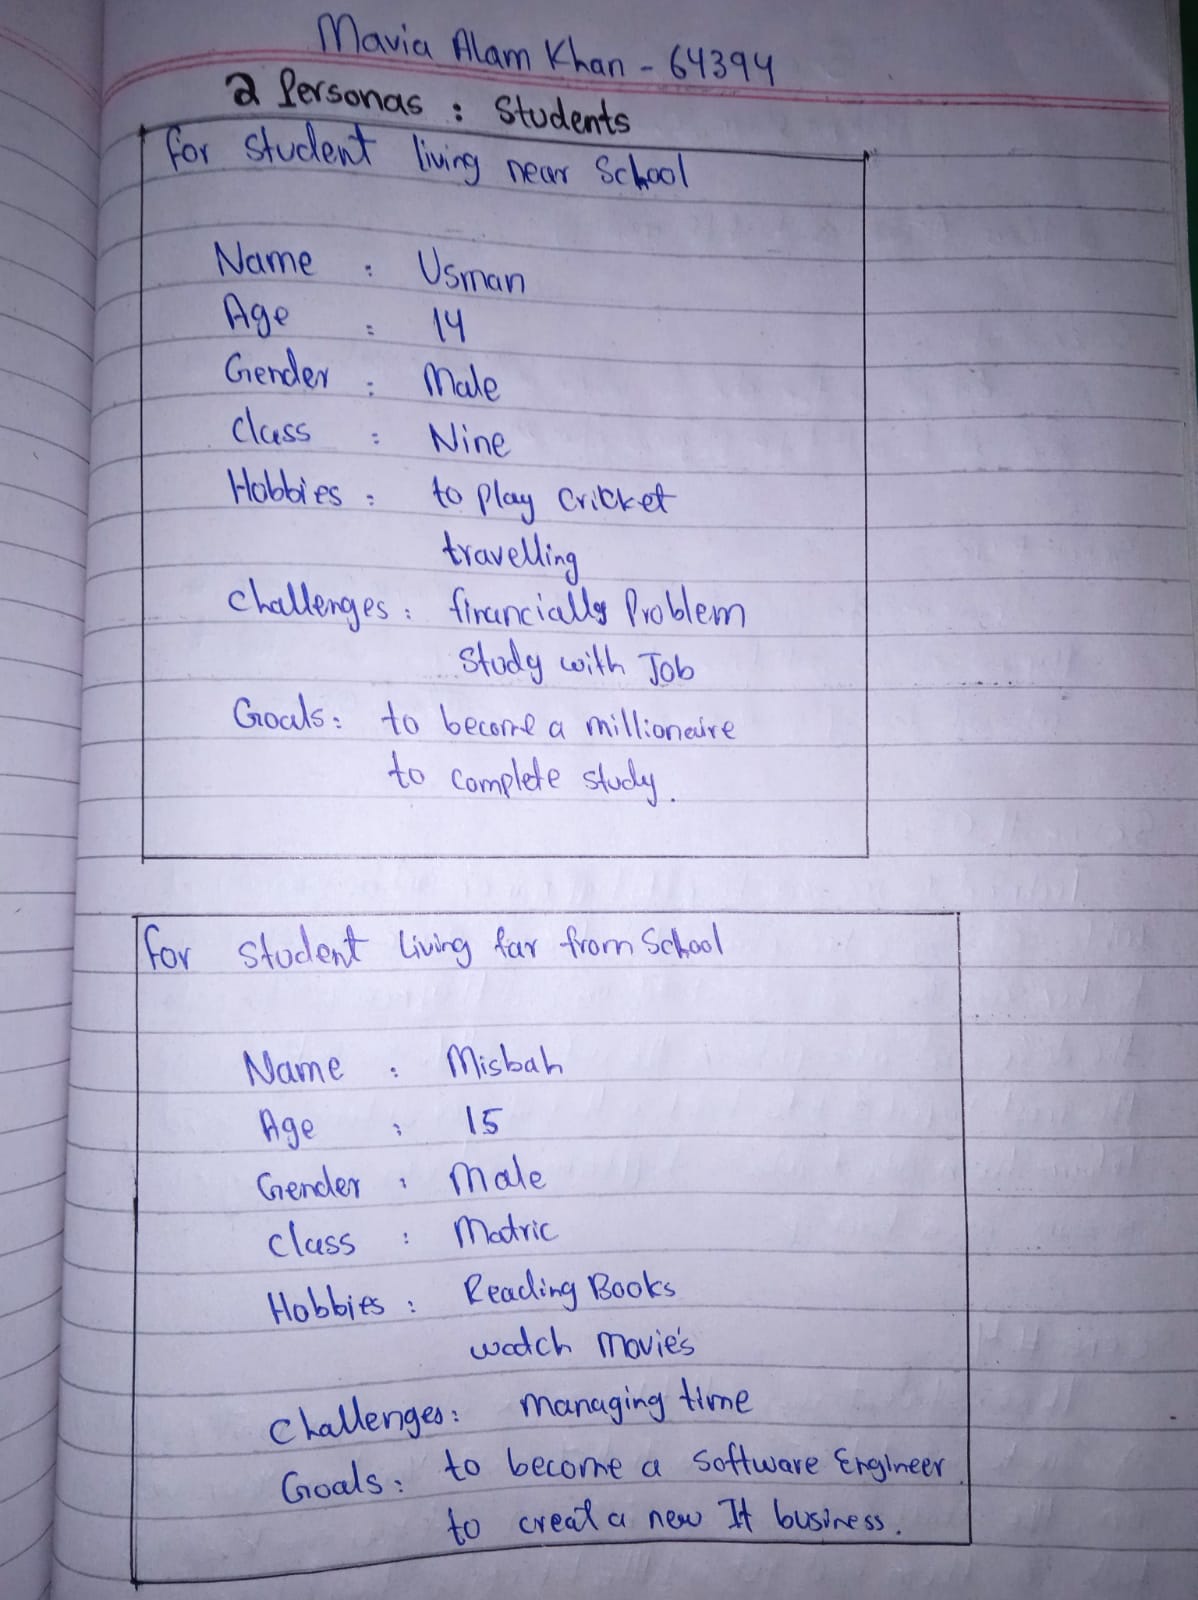 Mavia Alam Khan - 64394
2 Personas : Students
for student living near School
Name : Usman
Age : 14
Gender : Male
Class : Nine
Hobbies : to play cricket
travelling
Challenges : financially Problem
Study with Job
Goals : to become a millionaire
to complete study.
for student living far from School
Name : Misbah
Age : 15
Gender : Male
Class : Matric
Hobbies : Reading Books
watch movie's
Challenges : managing time
Goals : to become a Software Engineer
to creat a new It business.